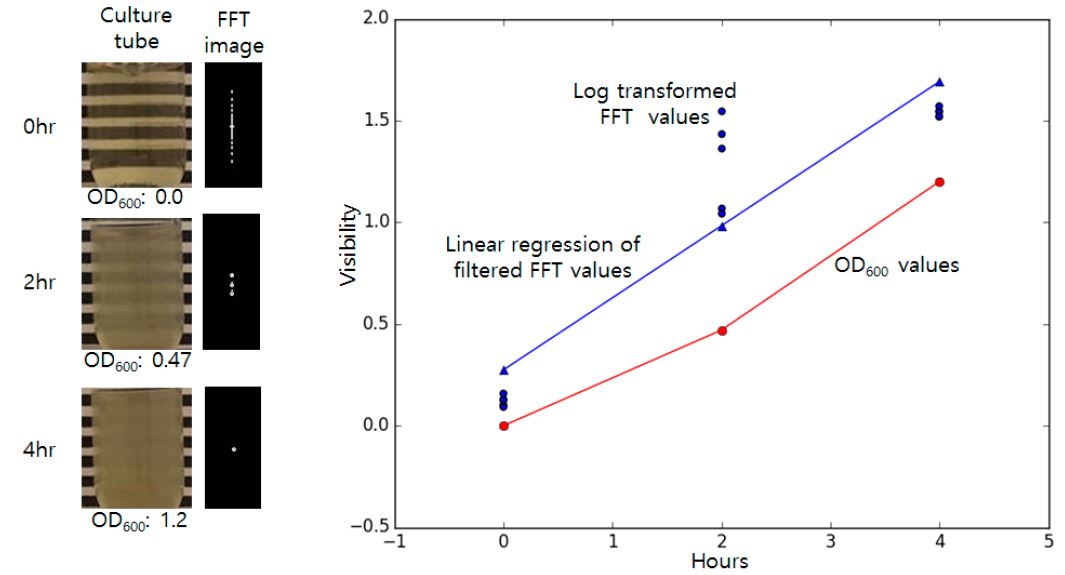 Culture
tube
FFT
image
0hr
OD600: 0.0
2hr
OD600: 0.47
4hr
OD600: 1.2
2.0
1.5
1.0
0.5
0.0
−0.5
−1
0
1
2
3
4
5
Visibility
Hours
Log transformed
FFT values
Linear regression of
filtered FFT values
OD600 values